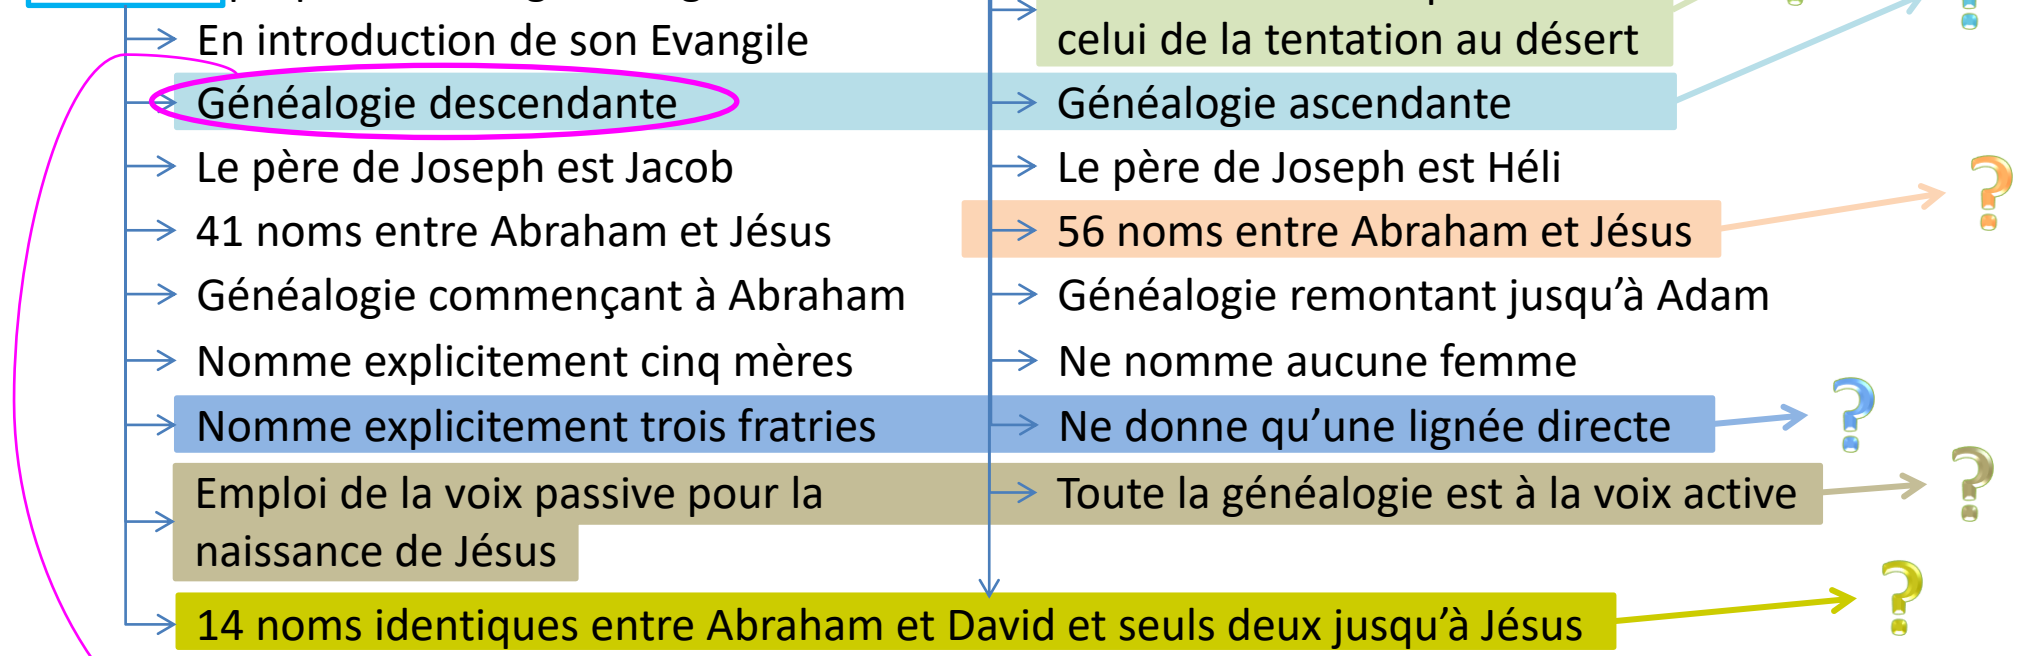 En introduction de son Evangile
celui de la tentation au désert
Généalogie descendante
Généalogie ascendante
Le père de Joseph est Jacob
Le père de Joseph est Héli
41 noms entre Abraham et Jésus
56 noms entre Abraham et Jésus
?
Généalogie commençant à Abraham
Généalogie remontant jusqu’à Adam
Nomme explicitement cinq mères
Ne nomme aucune femme
Nomme explicitement trois fratries
Ne donne qu’une lignée directe
?
Emploi de la voix passive pour la
naissance de Jésus
Toute la généalogie est à la voix active
?
14 noms identiques entre Abraham et David et seuls deux jusqu’à Jésus
?